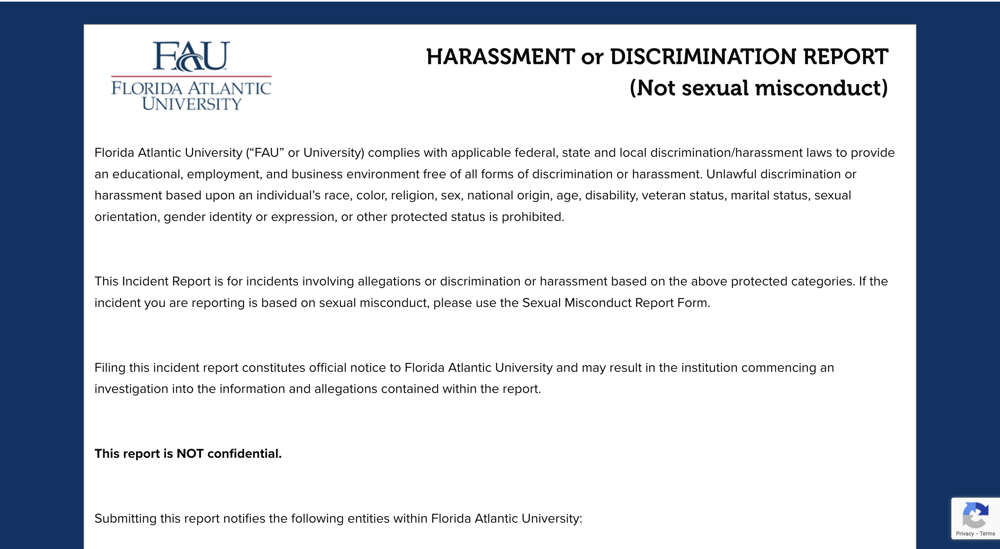 FAU
FLORIDA ATLANTIC
UNIVERSITY
HARASSMENT or DISCRIMINATION REPORT
(Not sexual misconduct)
Florida Atlantic University (“FAU” or University) complies with applicable federal, state and local discrimination/harassment laws to provide
an educational, employment, and business environment free of all forms of discrimination or harassment. Unlawful discrimination or
harassment based upon an individual’s race, color, religion, sex, national origin, age, disability, veteran status, marital status, sexual
orientation, gender identity or expression, or other protected status is prohibited.
This Incident Report is for incidents involving allegations or discrimination or harassment based on the above protected categories. If the
incident you are reporting is based on sexual misconduct, please use the Sexual Misconduct Report Form.
Filing this incident report constitutes official notice to Florida Atlantic University and may result in the institution commencing an
investigation into the information and allegations contained within the report.
This report is NOT confidential.
Submitting this report notifies the following entities within Florida Atlantic University:
Privacy - Terms